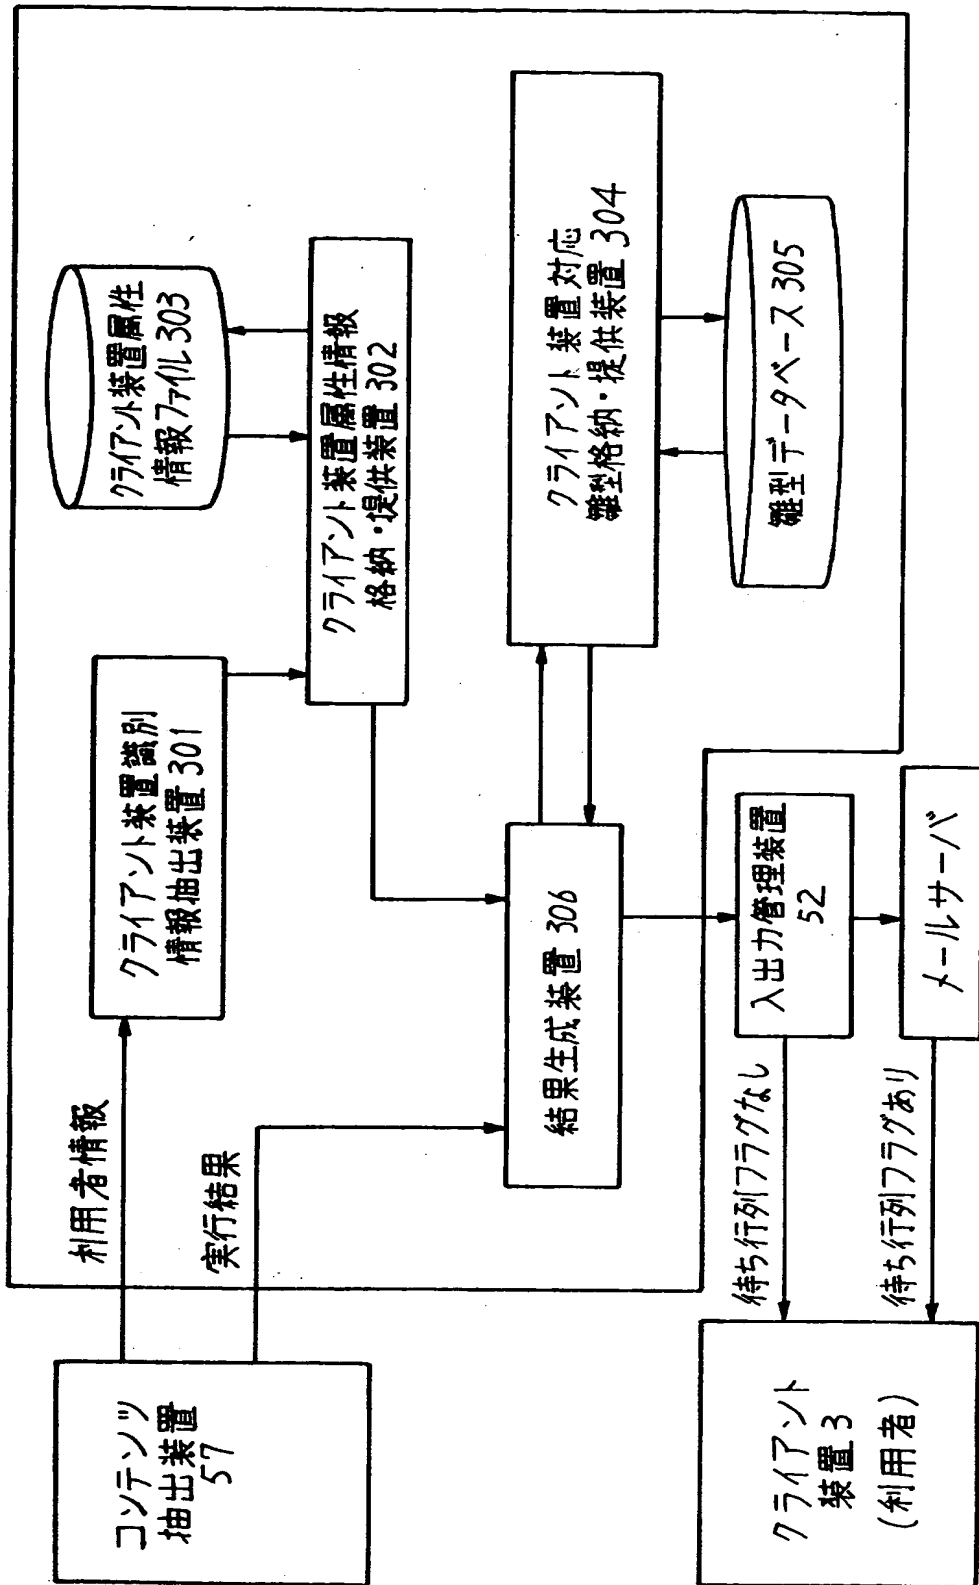 コンテンツ
抽出装置
57
利用者情報
実行結果
クライアント装置識別
情報抽出装置 301
クライアント装置属性
情報ファイル 303
クライアント装置属性情報
格納・提供装置 302
結果生成装置 306
クライアント装置対応
雛型格納・提供装置 304
雛型データベース 305
入出力管理装置
52
メールサーバ
待ち行列フラグなし
待ち行列フラグあり
クライアント
装置 3
(利用者)